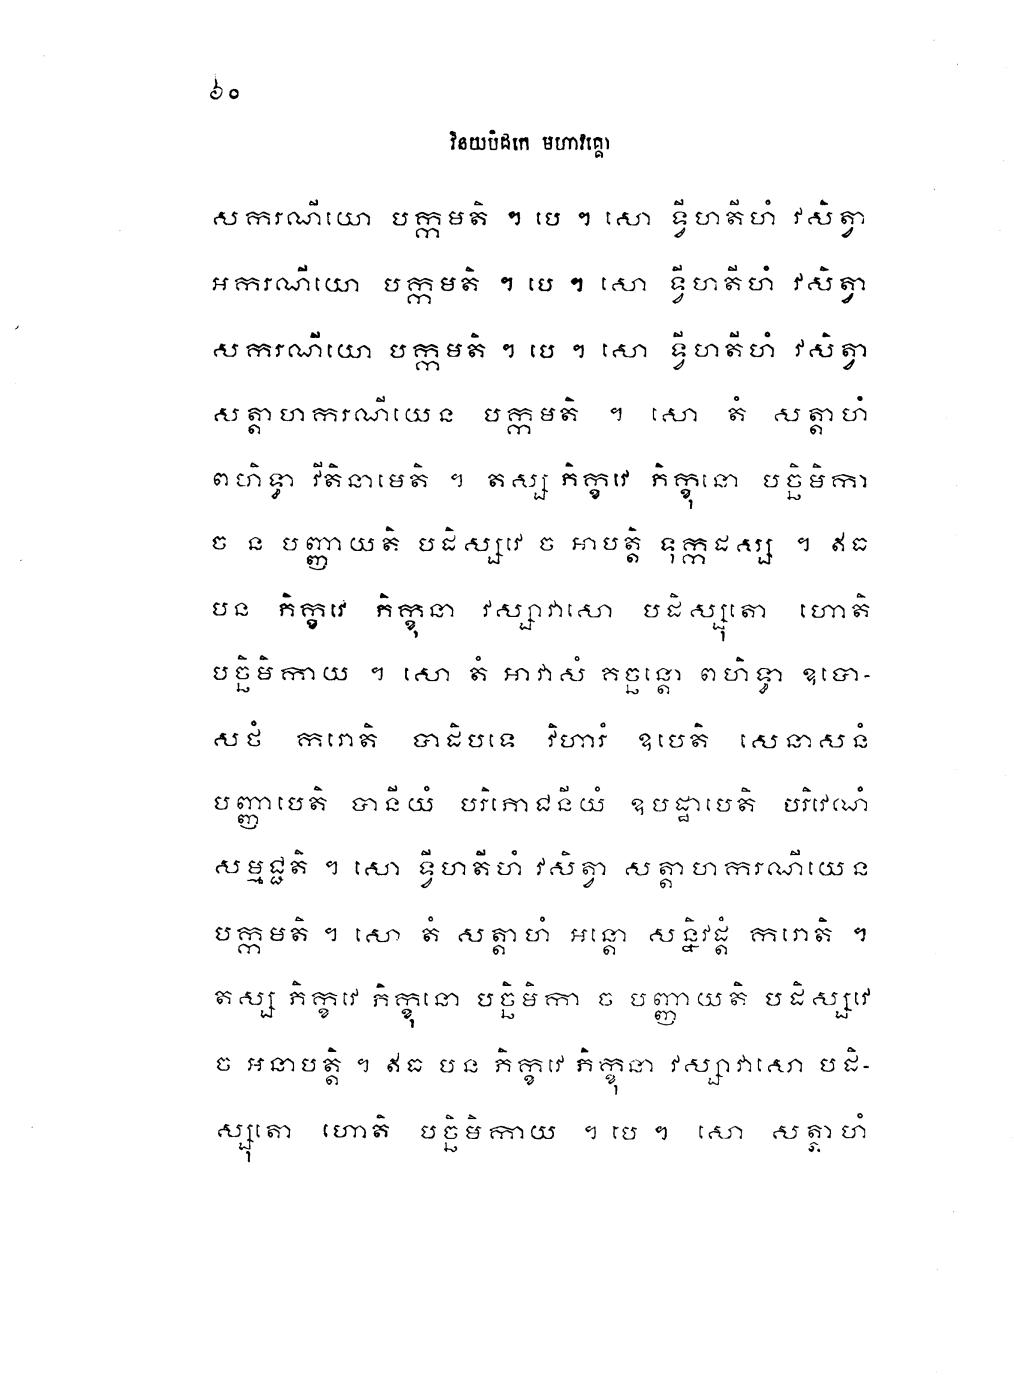 ៦០
វិនយបិដកេ មហាវគ្គោ
សករណីយោ បក្កមតិ ។ បេ ។ សោ ទ្វីហតីហំ វសិត្វា
អករណីយោ បក្កមតិ ។ បេ ។ សោ ទ្វីហតីហំ វសិត្វា
សករណីយោ បក្កមតិ ។ បេ ។ សោ ទ្វីហតីហំ វសិត្វា
សត្តាហករណីយេន បក្កមតិ ។ សោ តំ សត្តាហំ
ពហិទ្ធា វីតិនាមេតិ ។ តស្ស ភិក្ខវេ ភិក្ខុនោ បច្ឆិមិកា
ច ន បញ្ញាយតិ បដិស្សវេ ច អាបត្តិ ទុក្កដស្ស ។ ឥធ
បន ភិក្ខវេ ភិក្ខុនា វស្សាវាសោ បដិស្សុតោ ហោតិ
បច្ឆិមិកាយ ។ សោ តំ អាវាសំ គច្ឆន្តោ ពហិទ្ធា ឧបោ-
សថំ ករោតិ បាដិបទេ វិហារំ ឧបេតិ សេនាសនំ
បញ្ញាបេតិ បានីយំ បរិភោជនីយំ ឧបដ្ឋាបេតិ បរិវេណំ
សម្មជ្ជតិ ។ សោ ទ្វីហតីហំ វសិត្វា សត្តាហករណីយេន
បក្កមតិ ។ សោ តំ សត្តាហំ អន្តោ សន្និវដ្តំ ករោតិ ។
តស្ស ភិក្ខវេ ភិក្ខុនោ បច្ឆិមិកា ច បញ្ញាយតិ បដិស្សវេ
ច អនាបត្តិ ។ ឥធ បន ភិក្ខវេ ភិក្ខុនា វស្សាវាសោ បដិ-
ស្សុតោ ហោតិ បច្ឆិមិកាយ ។ បេ ។ សោ សត្តាហំ